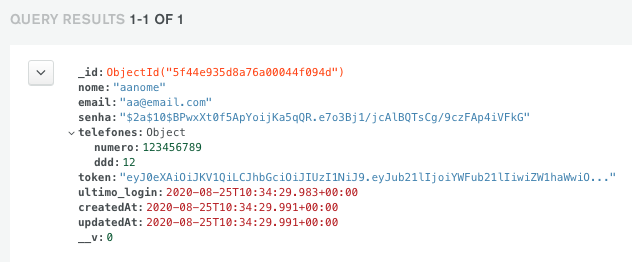 QUERY RESULTS 1-1 OF 1
_id: ObjectId("5f44e935d8a76a00044f094d")
nome: "aanome"
email: "aa@email.com"
senha: "$2a$10$BPwxXt0f5ApYoijKa5qQR.e7o3Bj1/jcAlBQTsCg/9czFAp4iVFkG"
telefones: Object
numero: 123456789
ddd: 12
token: "eyJ0eXAiOiJKV1QiLCJhbGciOiJIUzI1NiJ9.eyJub21lIjoiYWFub21lIiwiZW1haWwiO..."
ultimo_login: 2020-08-25T10:34:29.983+00:00
createdAt: 2020-08-25T10:34:29.991+00:00
updatedAt: 2020-08-25T10:34:29.991+00:00
__v: 0